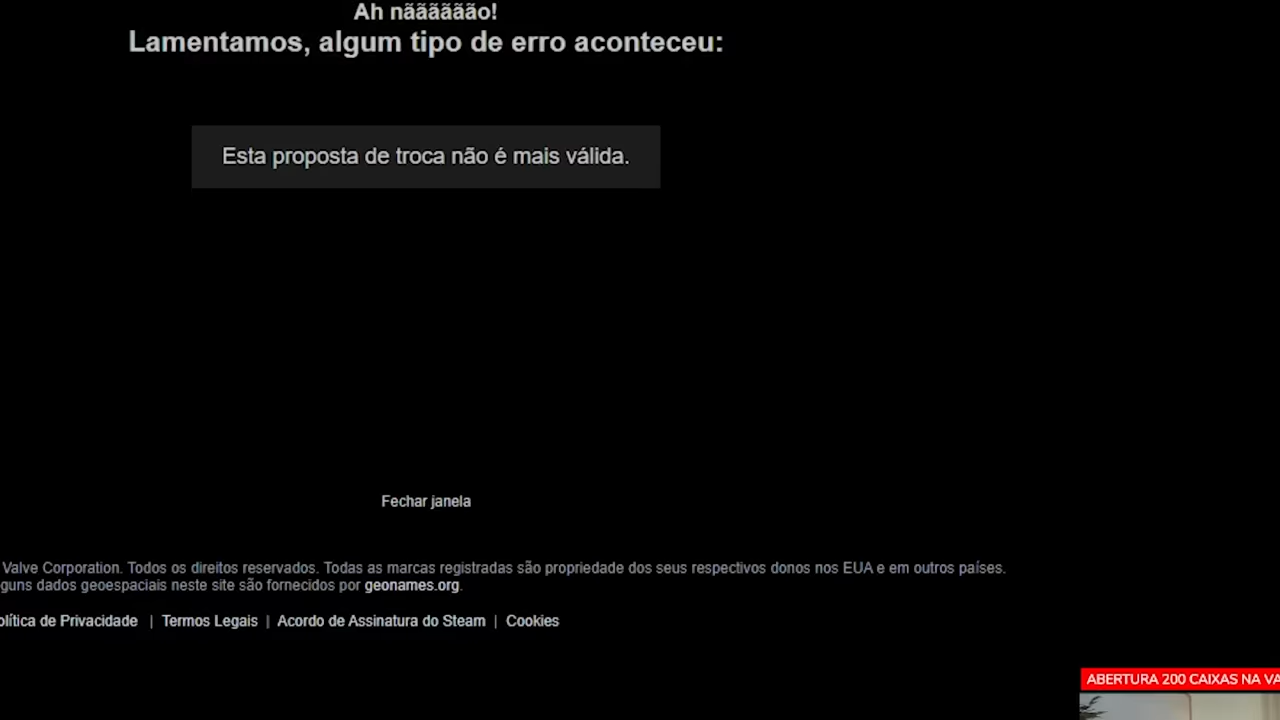 Ah nãããããão!
Lamentamos, algum tipo de erro aconteceu:
Esta proposta de troca não é mais válida.
Fechar janela
Valve Corporation. Todos os direitos reservados. Todas as marcas registradas são propriedade dos seus respectivos donos nos EUA e em outros países.
guns dados geoespaciais neste site são fornecidos por geonames.org.
olítica de Privacidade | Termos Legais | Acordo de Assinatura do Steam | Cookies
ABERTURA 200 CAIXAS NA VA